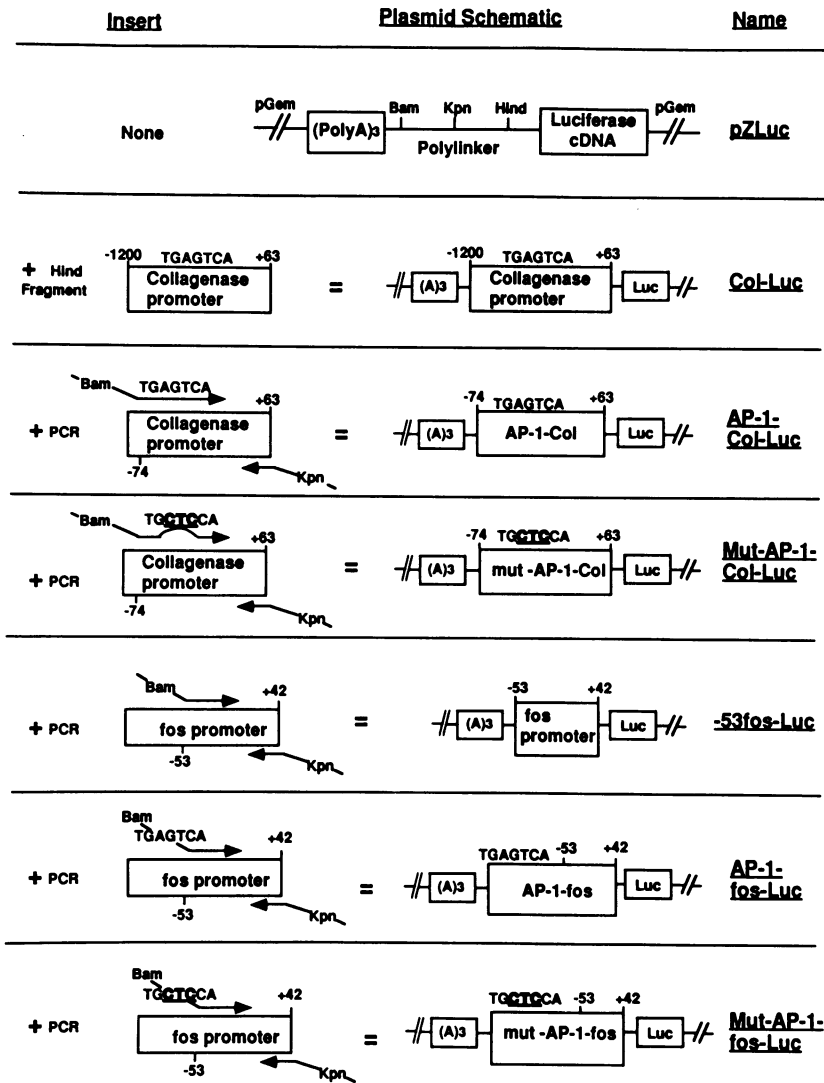 Insert Plasmid Schematic Name
None
pGem (PolyA)3 Bam Kpn Hind Luciferase cDNA pGem
Polylinker
pZLuc
+ Hind Fragment
-1200 TGAGTCA +63
Collagenase promoter
=
-1200 TGAGTCA +63
(A)3 Collagenase promoter Luc
Col-Luc
+ PCR
Bam TGAGTCA +63
Collagenase promoter
-74 Kpn
=
-74 TGAGTCA +63
(A)3 AP-1-Col Luc
AP-1-
Col-Luc
+ PCR
Bam TGCTCCA +63
Collagenase promoter
-74 Kpn
=
-74 TGCTCCA +63
(A)3 mut -AP-1-Col Luc
Mut-AP-1-
Col-Luc
+ PCR
Bam +42
fos promoter
-53 Kpn
=
-53 +42
(A)3 fos promoter Luc
-53fos-Luc
+ PCR
Bam
TGAGTCA +42
fos promoter
-53 Kpn
=
TGAGTCA -53 +42
(A)3 AP-1-fos Luc
AP-1-
fos-Luc
+ PCR
Bam
TGCTCCA +42
fos promoter
-53 Kpn
=
TGCTCCA -53 +42
(A)3 mut -AP-1-fos Luc
Mut-AP-1-
fos-Luc